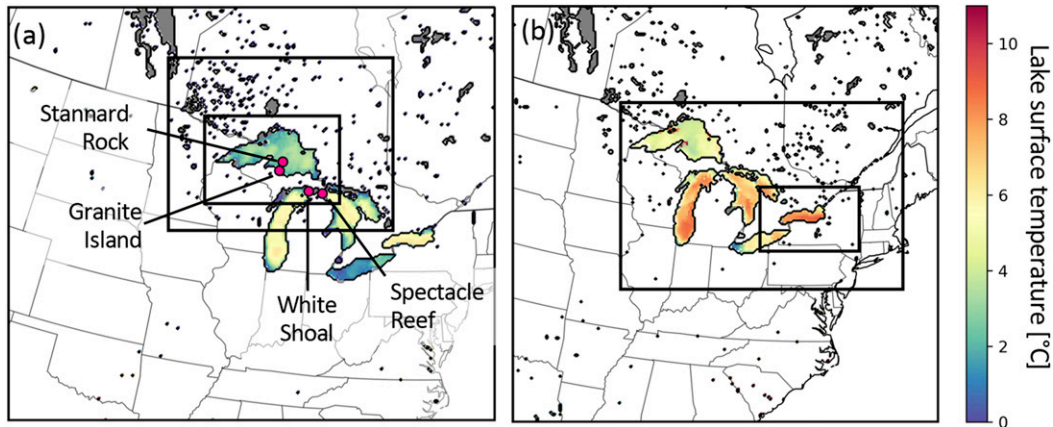 (a)
Stannard
Rock
Granite
Island
White
Shoal
Spectacle
Reef
(b)
10
8
6
4
2
0
Lake surface temperature [°C]